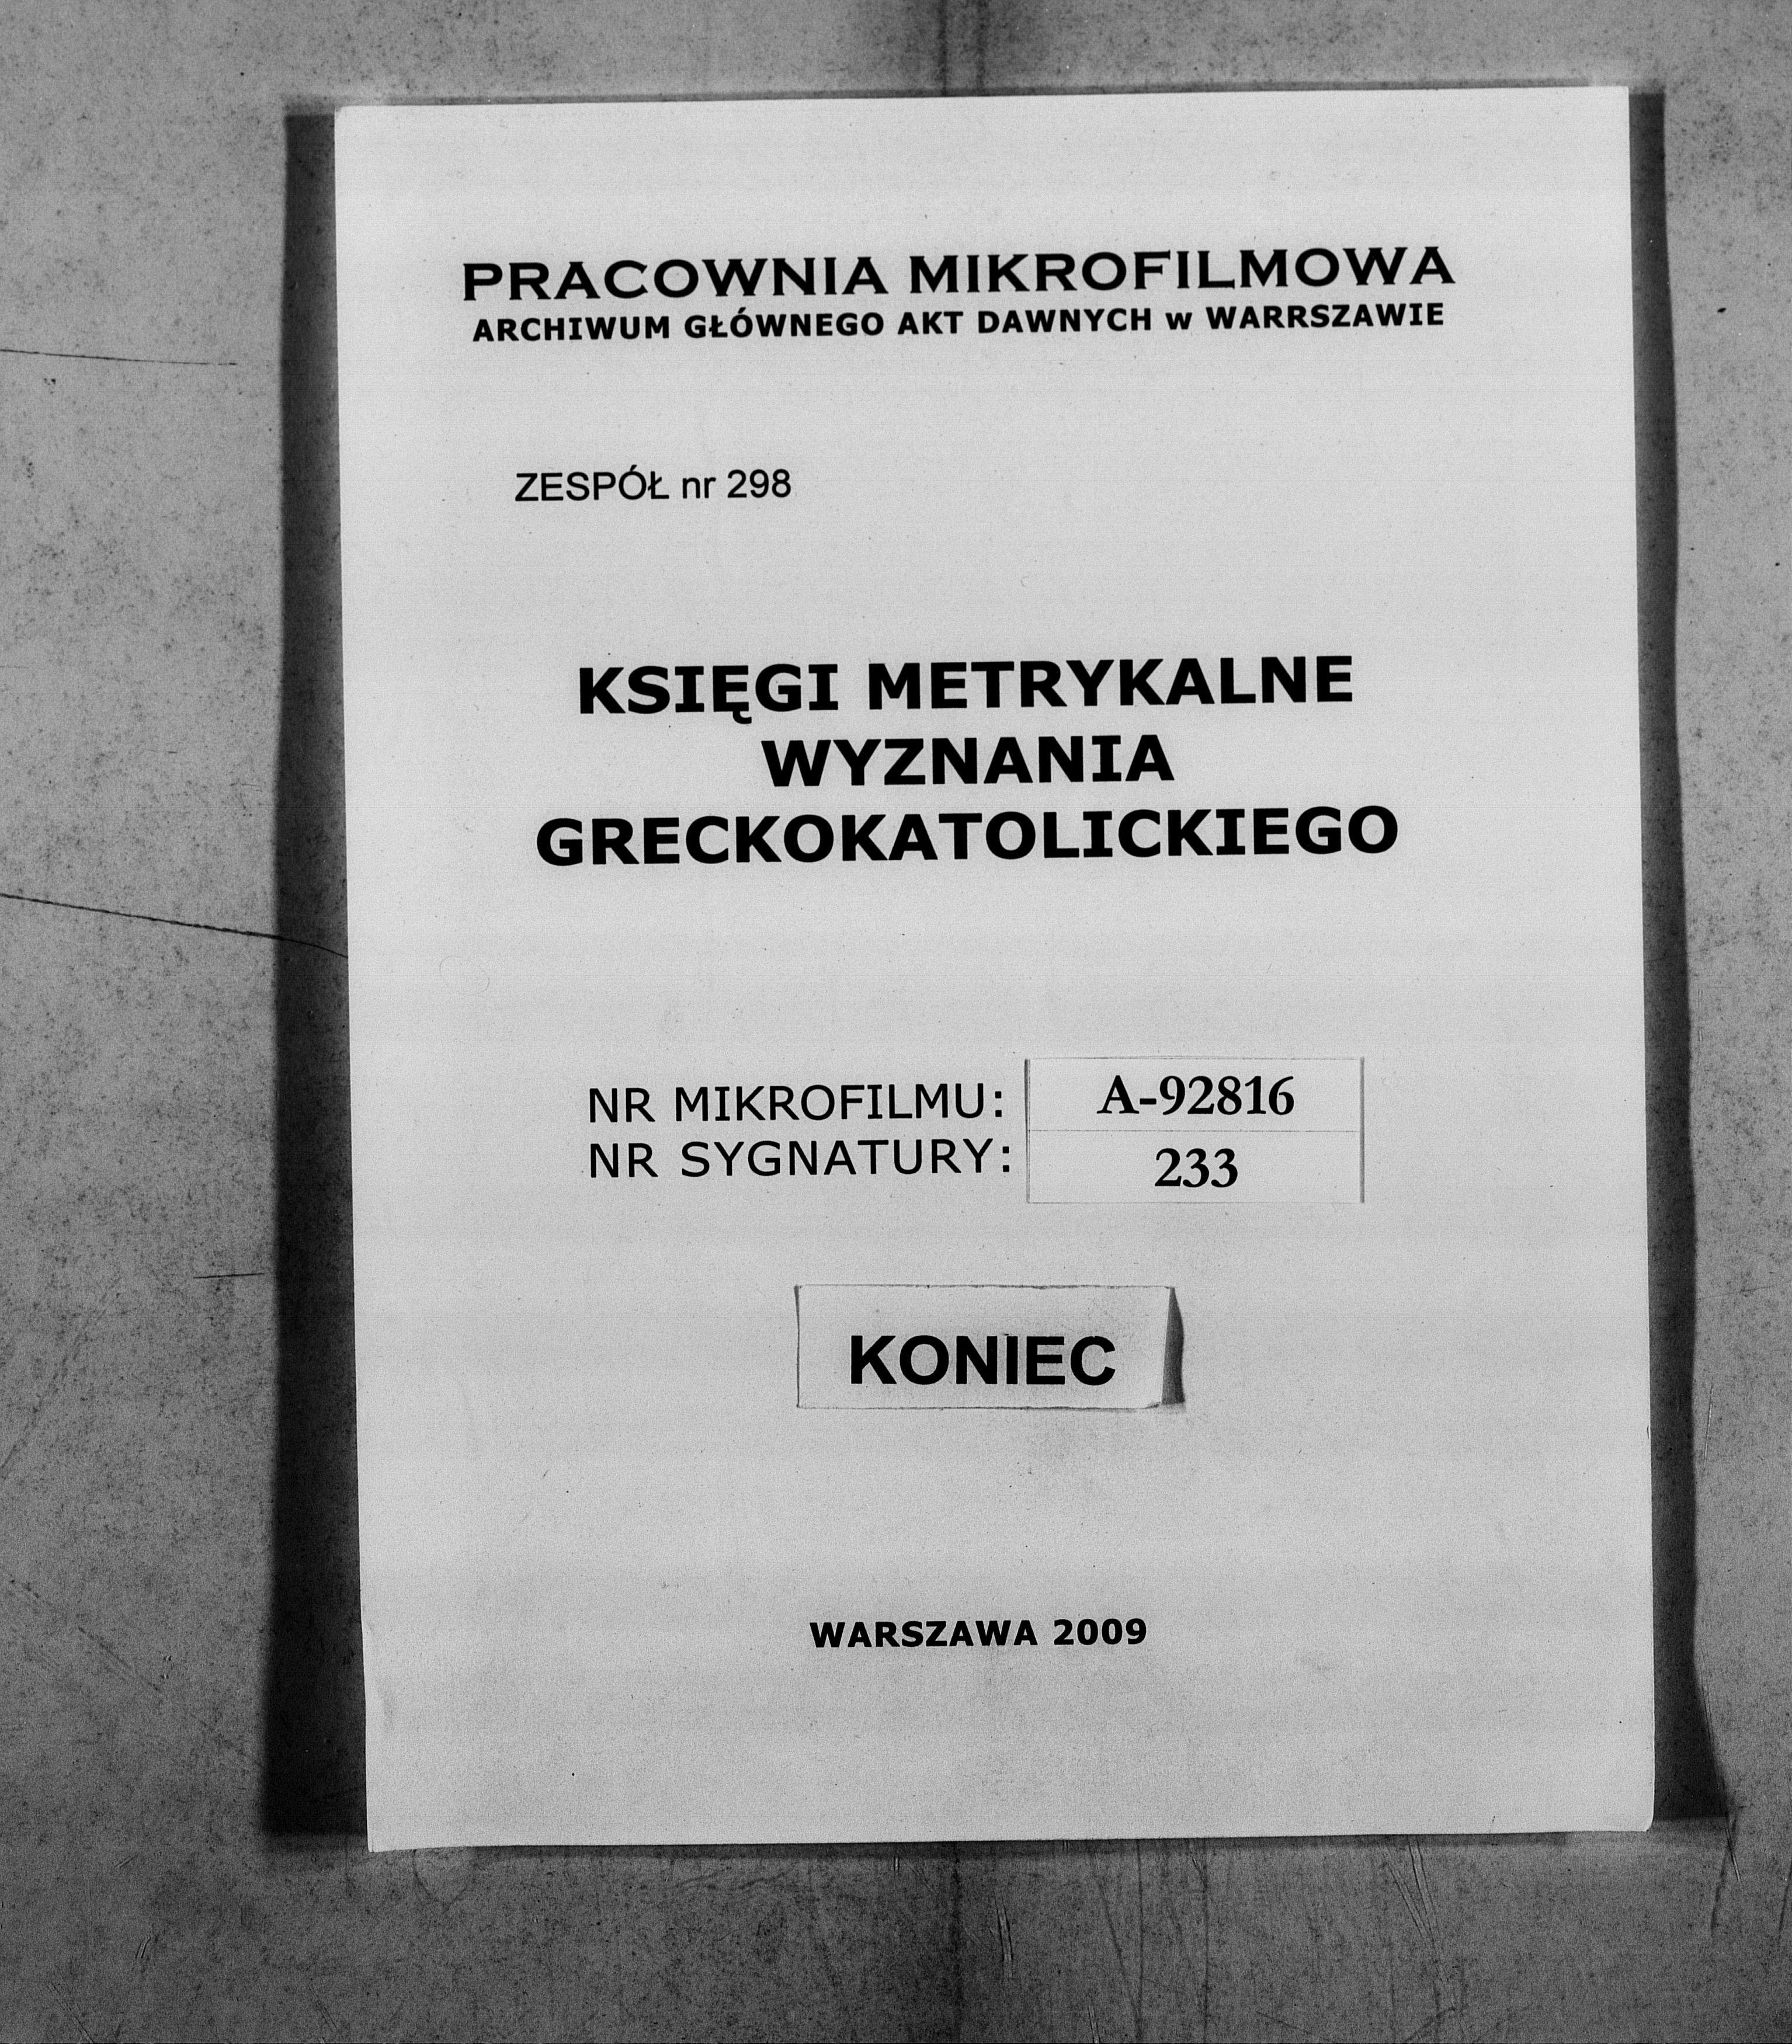 PRACOWNIA MIKROFILMOWA
ARCHIWUM GŁÓWNEGO AKT DAWNYCH w WARRSZAWIE
ZESPÓŁ nr 298
KSIĘGI METRYKALNE
WYZNANIA
GRECKOKATOLICKIEGO
NR MIKROFILMU: A-92816
NR SYGNATURY: 233
KONIEC
WARSZAWA 2009